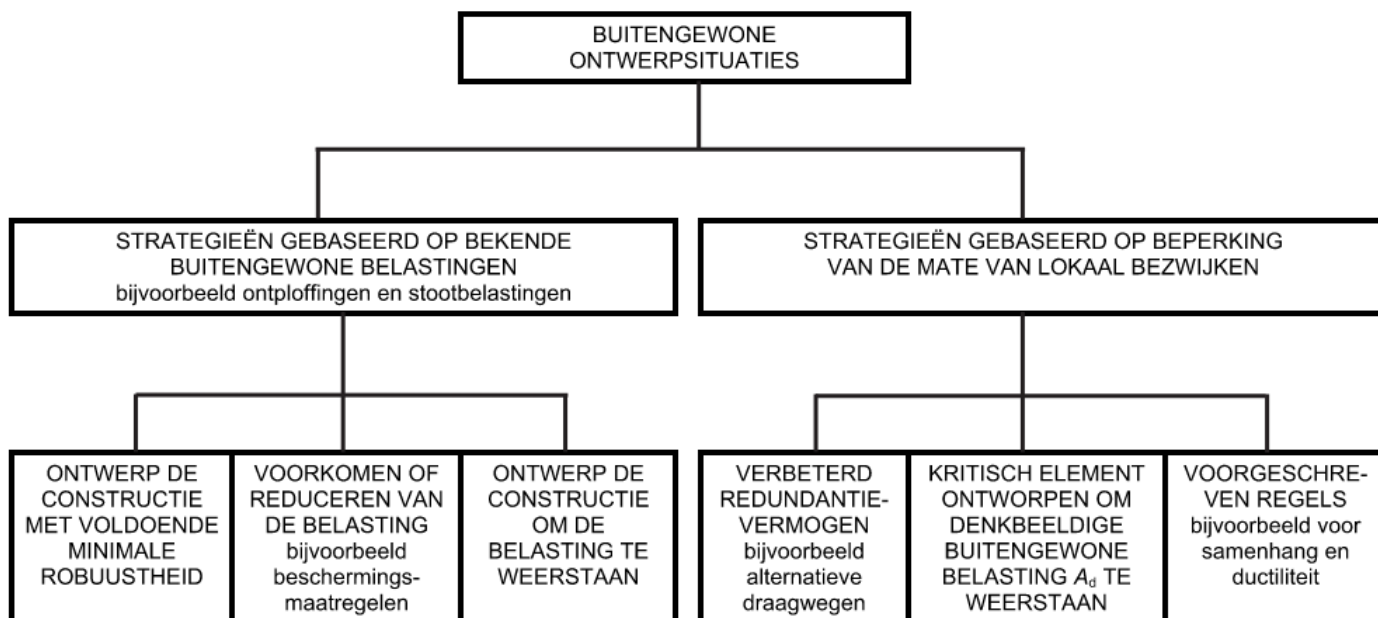 BUITENGEWONE
ONTWERPSITUATIES
STRATEGIEËN GEBASEERD OP BEKENDE
BUITENGEWONE BELASTINGEN
bijvoorbeeld ontploffingen en stootbelastingen
STRATEGIEËN GEBASEERD OP BEPERKING
VAN DE MATE VAN LOKAAL BEZWIJKEN
ONTWERP DE
CONSTRUCTIE
MET VOLDOENDE
MINIMALE
ROBUUSTHEID
VOORKOMEN OF
REDUCEREN VAN
DE BELASTING
bijvoorbeeld
beschermings-
maatregelen
ONTWERP DE
CONSTRUCTIE
OM DE
BELASTING TE
WEERSTAAN
VERBETERD
REDUNDANTIE-
VERMOGEN
bijvoorbeeld
alternatieve
draagwegen
KRITISCH ELEMENT
ONTWORPEN OM
DENKBEELDIGE
BUITENGEWONE
BELASTING Ad TE
WEERSTAAN
VOORGESCHRE-
VEN REGELS
bijvoorbeeld voor
samenhang en
ductiliteit